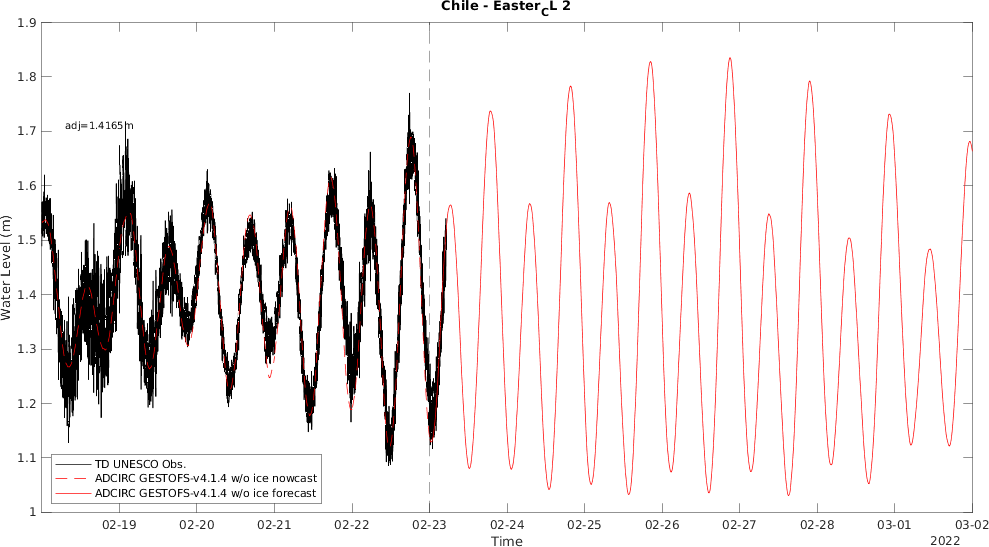 Chile - Easter_CL 2
1.9
1.8
1.7
1.6
1.5
1.4
1.3
1.2
1.1
1
Water Level (m)
adj=1.4165m
TD UNESCO Obs.
ADCIRC GESTOFS-v4.1.4 w/o ice nowcast
ADCIRC GESTOFS-v4.1.4 w/o ice forecast
02-19 02-20 02-21 02-22 02-23 02-24 02-25 02-26 02-27 02-28 03-01 03-02
Time
2022